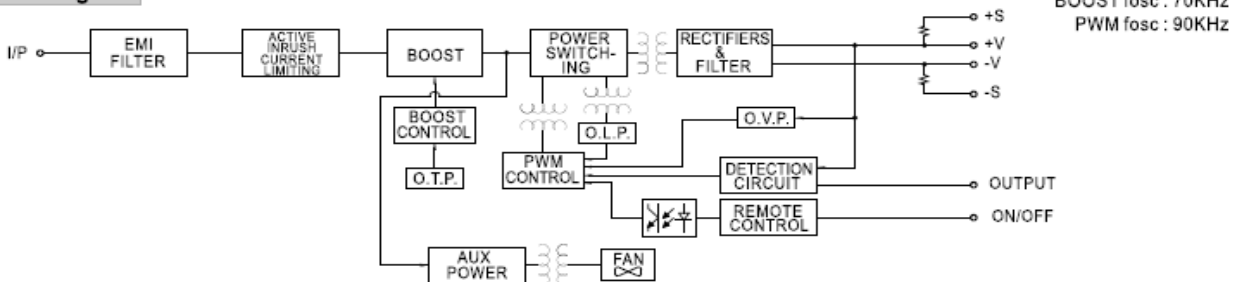 BOOST fosc : 70KHz
PWM fosc : 90KHz
I/P
EMI
FILTER
ACTIVE
INRUSH
CURRENT
LIMITING
BOOST
POWER
SWITCH-
ING
RECTIFIERS
&
FILTER
+S
+V
-V
-S
BOOST
CONTROL
O.L.P.
O.V.P.
O.T.P.
PWM
CONTROL
DETECTION
CIRCUIT
OUTPUT
REMOTE
CONTROL
ON/OFF
AUX
POWER
FAN